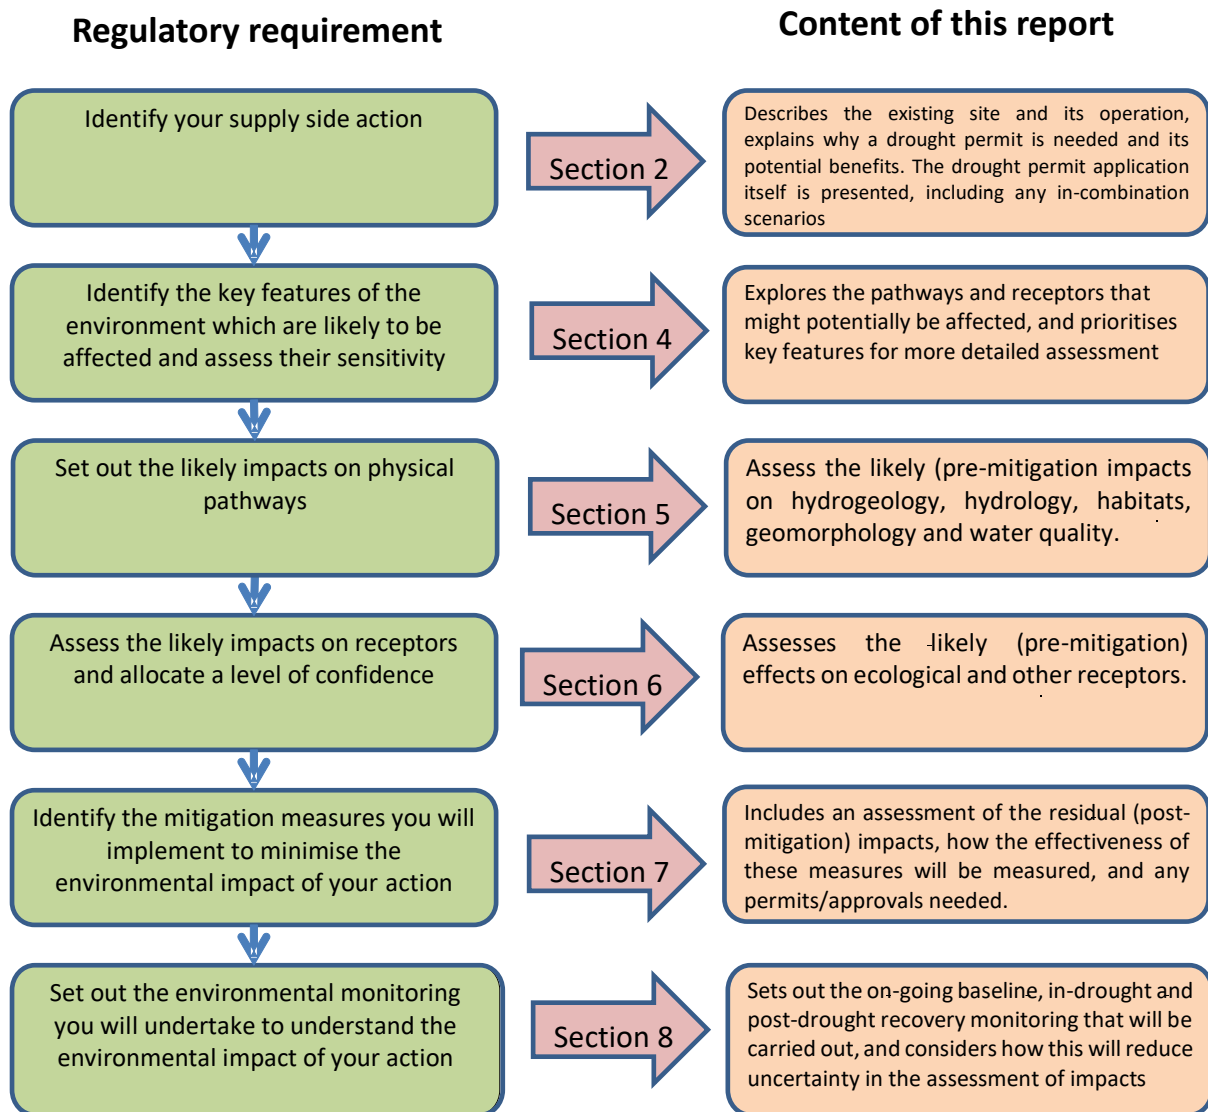 Regulatory requirement
Content of this report
Identify your supply side action
Section 2
Describes the existing site and its operation,
explains why a drought permit is needed and its
potential benefits. The drought permit application
itself is presented, including any in-combination
scenarios
Identify the key features of the
environment which are likely to be
affected and assess their sensitivity
Section 4
Explores the pathways and receptors that
might potentially be affected, and prioritises
key features for more detailed assessment
Set out the likely impacts on physical
pathways
Section 5
Assess the likely (pre-mitigation impacts
on hydrogeology, hydrology, habitats,
geomorphology and water quality.
Assess the likely impacts on receptors
and allocate a level of confidence
Section 6
Assesses the likely (pre-mitigation)
effects on ecological and other receptors.
Identify the mitigation measures you will
implement to minimise the
environmental impact of your action
Section 7
Includes an assessment of the residual (post-
mitigation) impacts, how the effectiveness of
these measures will be measured, and any
permits/approvals needed.
Set out the environmental monitoring
you will undertake to understand the
environmental impact of your action
Section 8
Sets out the on-going baseline, in-drought and
post-drought recovery monitoring that will be
carried out, and considers how this will reduce
uncertainty in the assessment of impacts